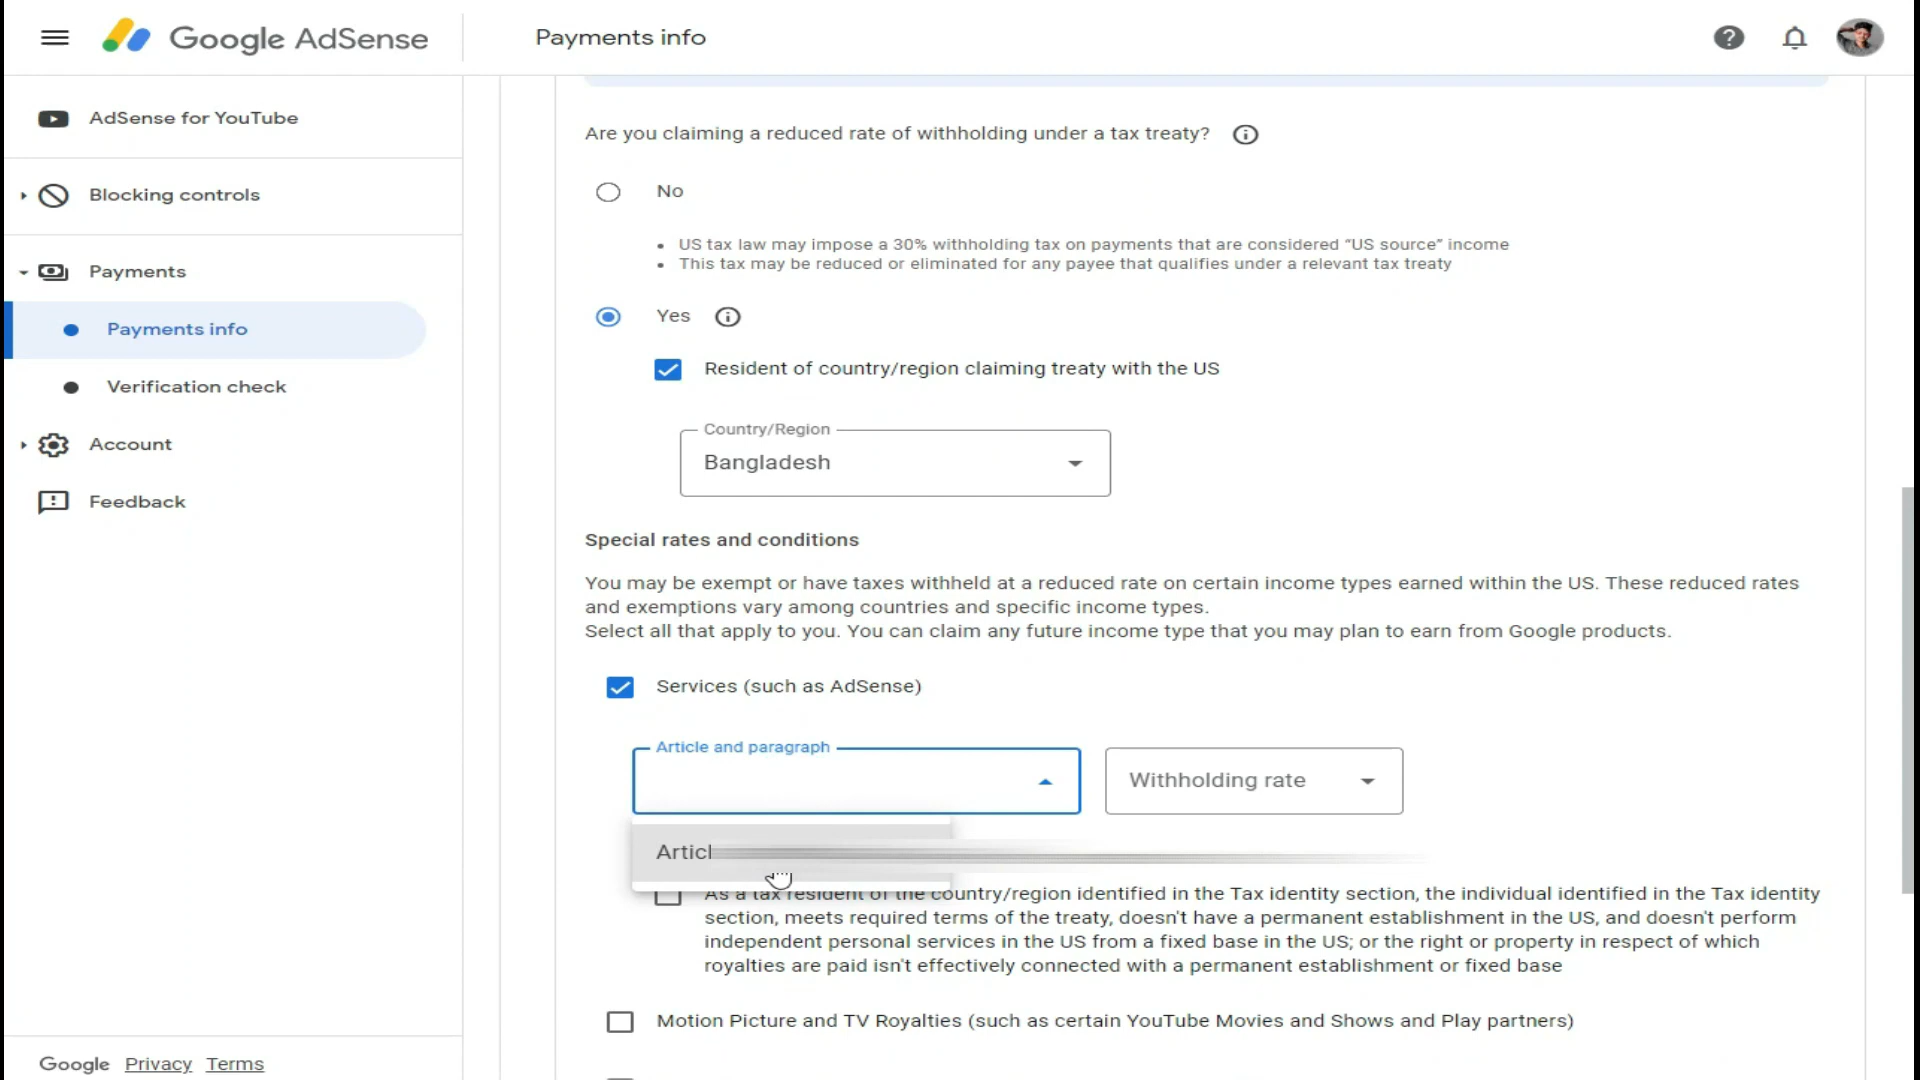 Google AdSense
Payments info
AdSense for YouTube
Blocking controls
Payments
Payments info
Verification check
Account
Feedback
Google Privacy Terms
Are you claiming a reduced rate of withholding under a tax treaty?
No
US tax law may impose a 30% withholding tax on payments that are considered “US source” income
This tax may be reduced or eliminated for any payee that qualifies under a relevant tax treaty
Yes
Resident of country/region claiming treaty with the US
Country/Region
Bangladesh
Special rates and conditions
You may be exempt or have taxes withheld at a reduced rate on certain income types earned within the US. These reduced rates
and exemptions vary among countries and specific income types.
Select all that apply to you. You can claim any future income type that you may plan to earn from Google products.
Services (such as AdSense)
Article and paragraph
Withholding rate
As a tax resident of the country/region identified in the Tax identity section, the individual identified in the Tax identity
section, meets required terms of the treaty, doesn't have a permanent establishment in the US, and doesn't perform
independent personal services in the US from a fixed base in the US; or the right or property in respect of which
royalties are paid isn't effectively connected with a permanent establishment or fixed base
Motion Picture and TV Royalties (such as certain YouTube Movies and Shows and Play partners)